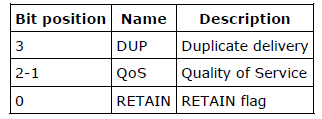 Bit position Name Description
3 DUP Duplicate delivery
2-1 QoS Quality of Service
0 RETAIN RETAIN flag